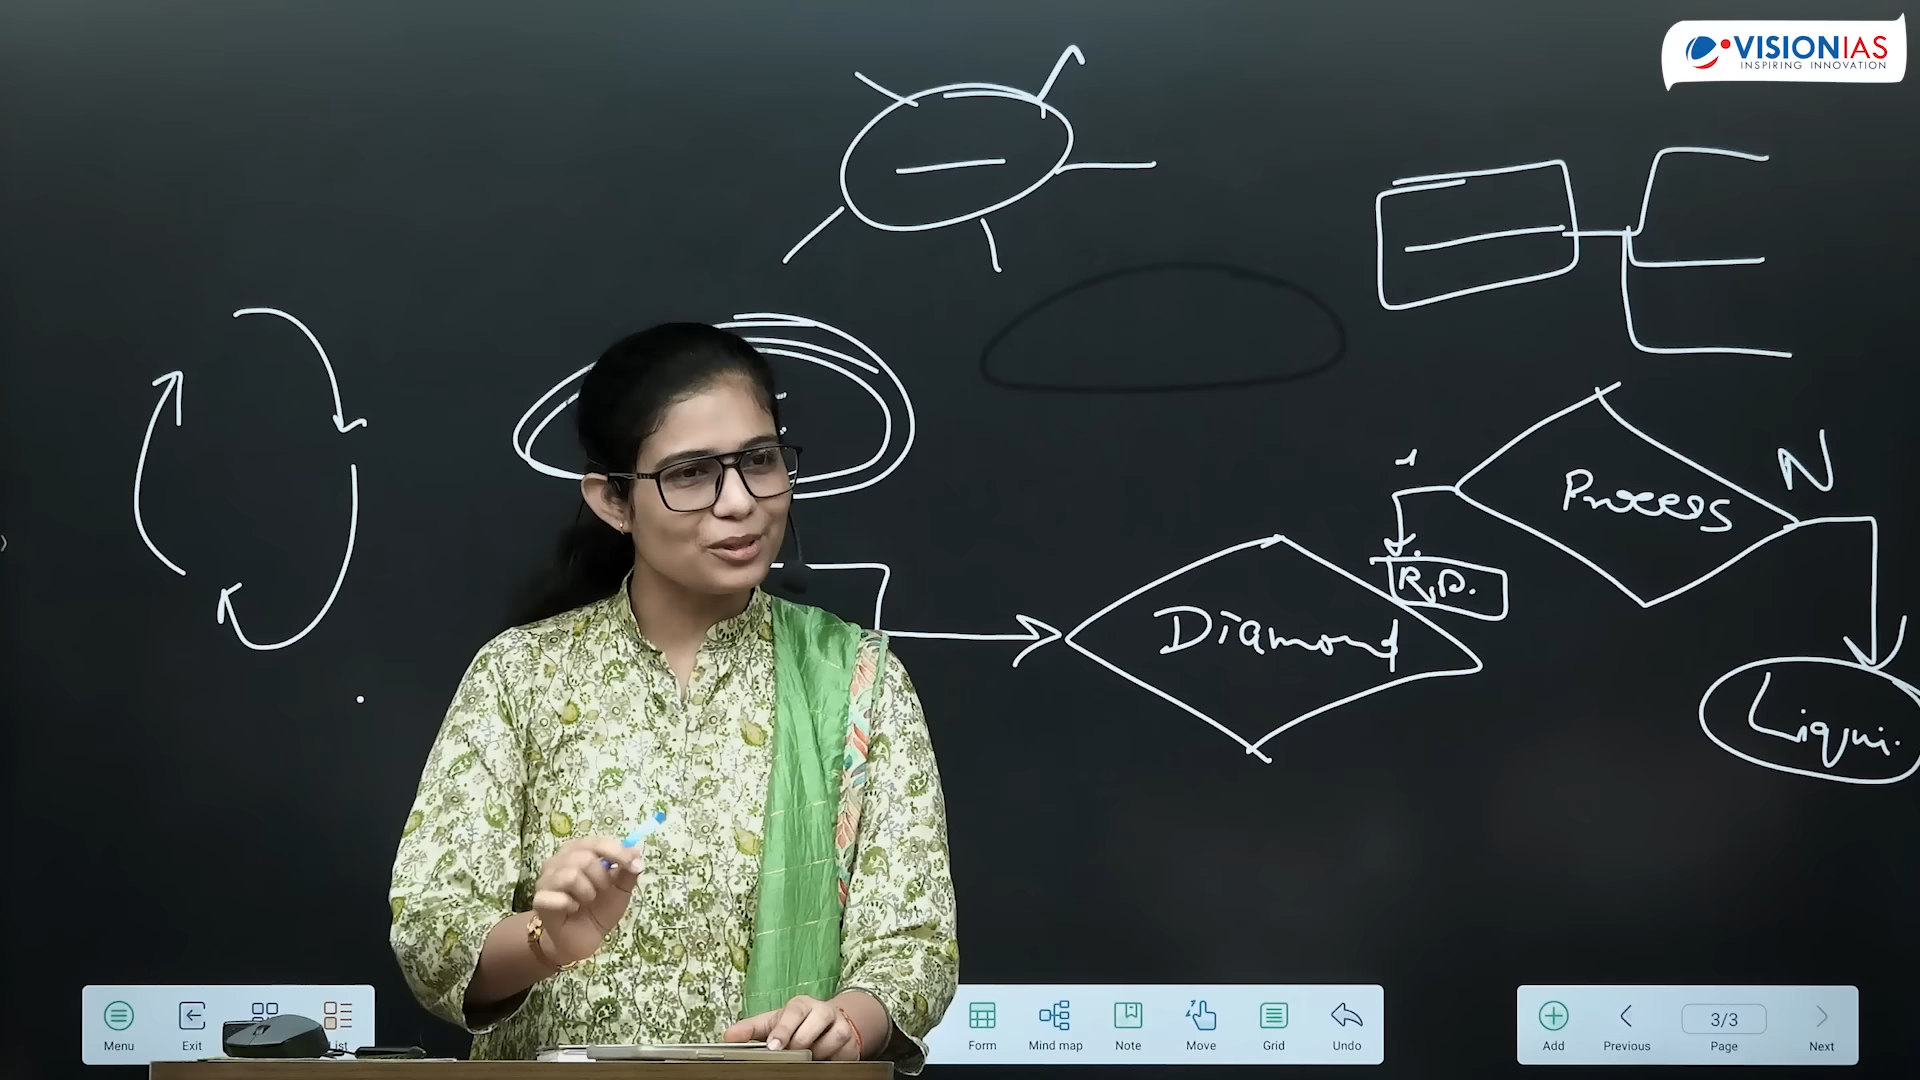 VISIONIAS
INSPIRING INNOVATION
Process
N
R.D.
Diamond
Liqui.
Menu
Exit
List
Form
Mind map
Note
Move
Grid
Undo
Add
Previous
3/3
Page
Next